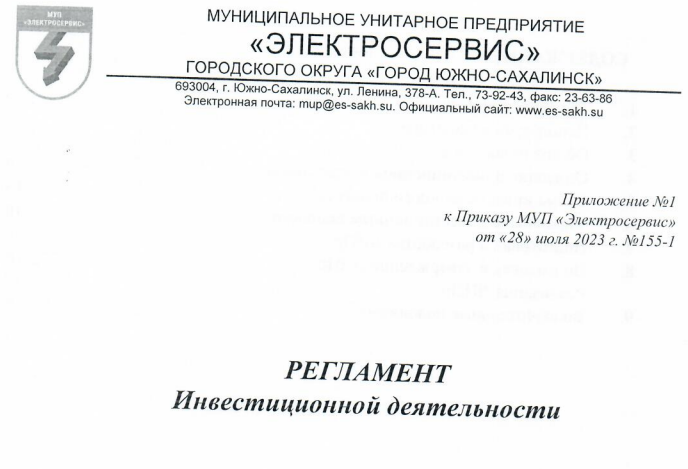 МУП
«ЭЛЕКТРОСЕРВИС»
МУНИЦИПАЛЬНОЕ УНИТАРНОЕ ПРЕДПРИЯТИЕ
«ЭЛЕКТРОСЕРВИС»
ГОРОДСКОГО ОКРУГА «ГОРОД ЮЖНО-САХАЛИНСК»
693004, г. Южно-Сахалинск, ул. Ленина, 378-А. Тел., 73-92-43, факс: 23-63-86
Электронная почта: mup@es-sakh.su. Официальный сайт: www.es-sakh.su
Приложение №1
к Приказу МУП «Электросервис»
от «28» июля 2023 г. №155-1
РЕГЛАМЕНТ
Инвестиционной деятельности